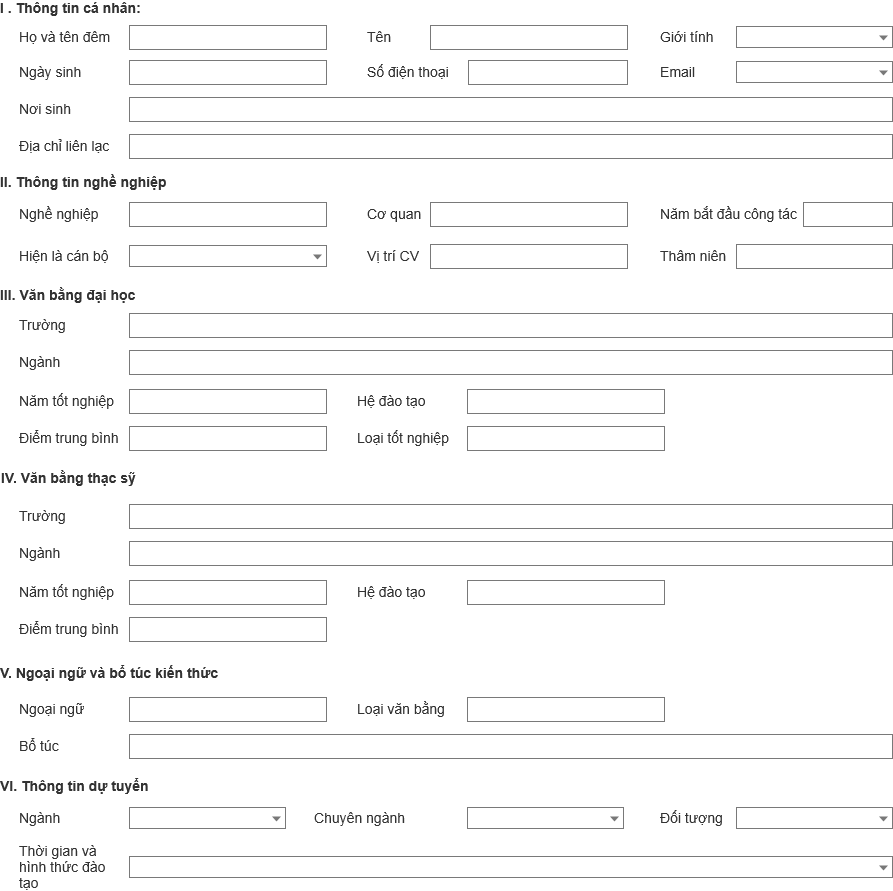 I . Thông tin cá nhân:
Họ và tên đêm Tên Giới tính
Ngày sinh Số điện thoại Email
Nơi sinh
Địa chỉ liên lạc
II. Thông tin nghề nghiệp
Nghề nghiệp Cơ quan Năm bắt đầu công tác
Hiện là cán bộ Vị trí CV Thâm niên
III. Văn bằng đại học
Trường
Ngành
Năm tốt nghiệp Hệ đào tạo
Điểm trung bình Loại tốt nghiệp
IV. Văn bằng thạc sỹ
Trường
Ngành
Năm tốt nghiệp Hệ đào tạo
Điểm trung bình
V. Ngoại ngữ và bổ túc kiến thức
Ngoại ngữ Loại văn bằng
Bổ túc
VI. Thông tin dự tuyển
Ngành Chuyên ngành Đối tượng
Thời gian và
hình thức đào
tạo